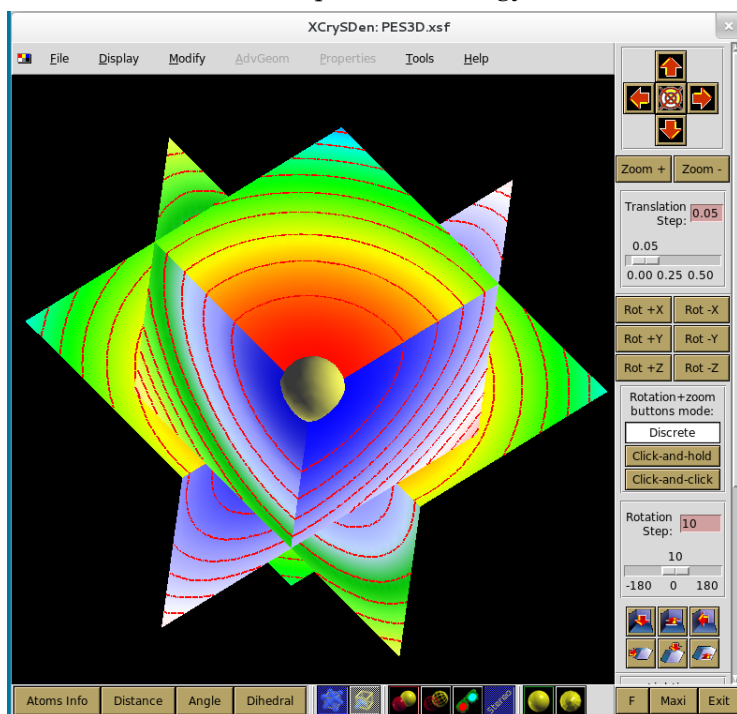 XCrySDen: PES3D.xsf
File Display Modify AdvGeom Properties Tools Help
Zoom + Zoom -
Translation
Step: 0.05
0.05
0.00 0.25 0.50
Rot +X Rot -X
Rot +Y Rot -Y
Rot +Z Rot -Z
Rotation+zoom
buttons mode:
Discrete
Click-and-hold
Click-and-click
Rotation
Step: 10
10
-180 0 180
Atoms Info Distance Angle Dihedral Stereo F Maxi Exit